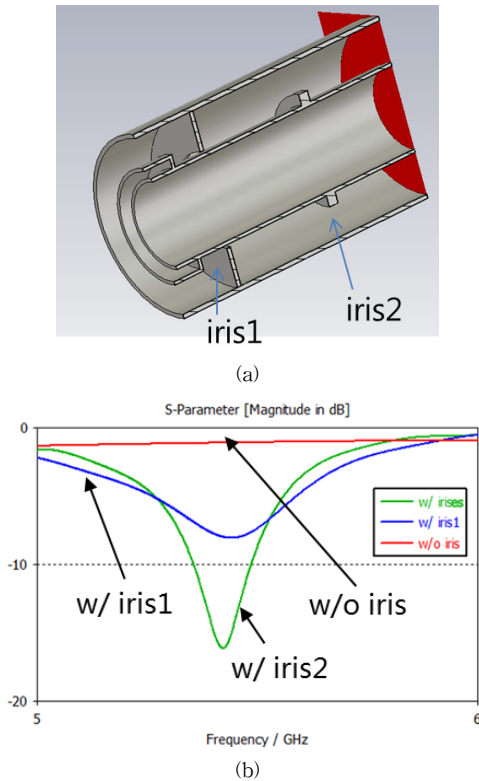 iris1
iris2
(a)
S-Parameter [Magnitude in dB]
0
-10
-20
w/ irises
w/ iris1
w/o iris
w/ iris1
w/o iris
w/ iris2
5
6
Frequency / GHz
(b)